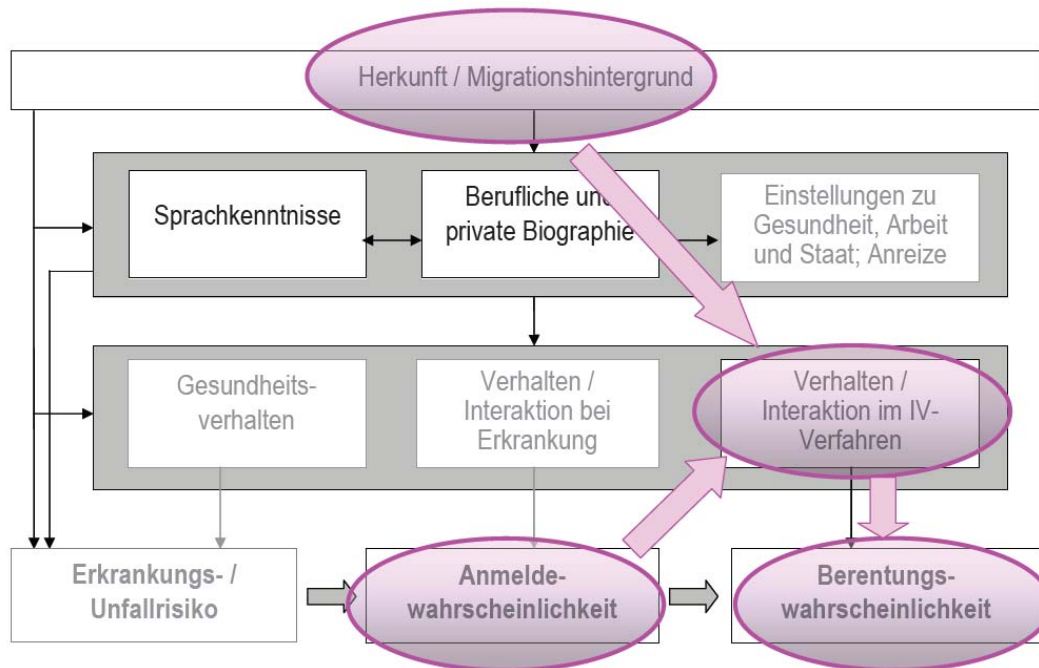 Herkunft / Migrationshintergrund
Sprachkenntnisse
Berufliche und
private Biographie
Einstellungen zu
Gesundheit, Arbeit
und Staat; Anreize
Gesundheits-
verhalten
Verhalten /
Interaktion bei
Erkrankung
Verhalten /
Interaktion im IV-
Verfahren
Erkrankungs- /
Unfallrisiko
Anmelde-
wahrscheinlichkeit
Berentungs-
wahrscheinlichkeit